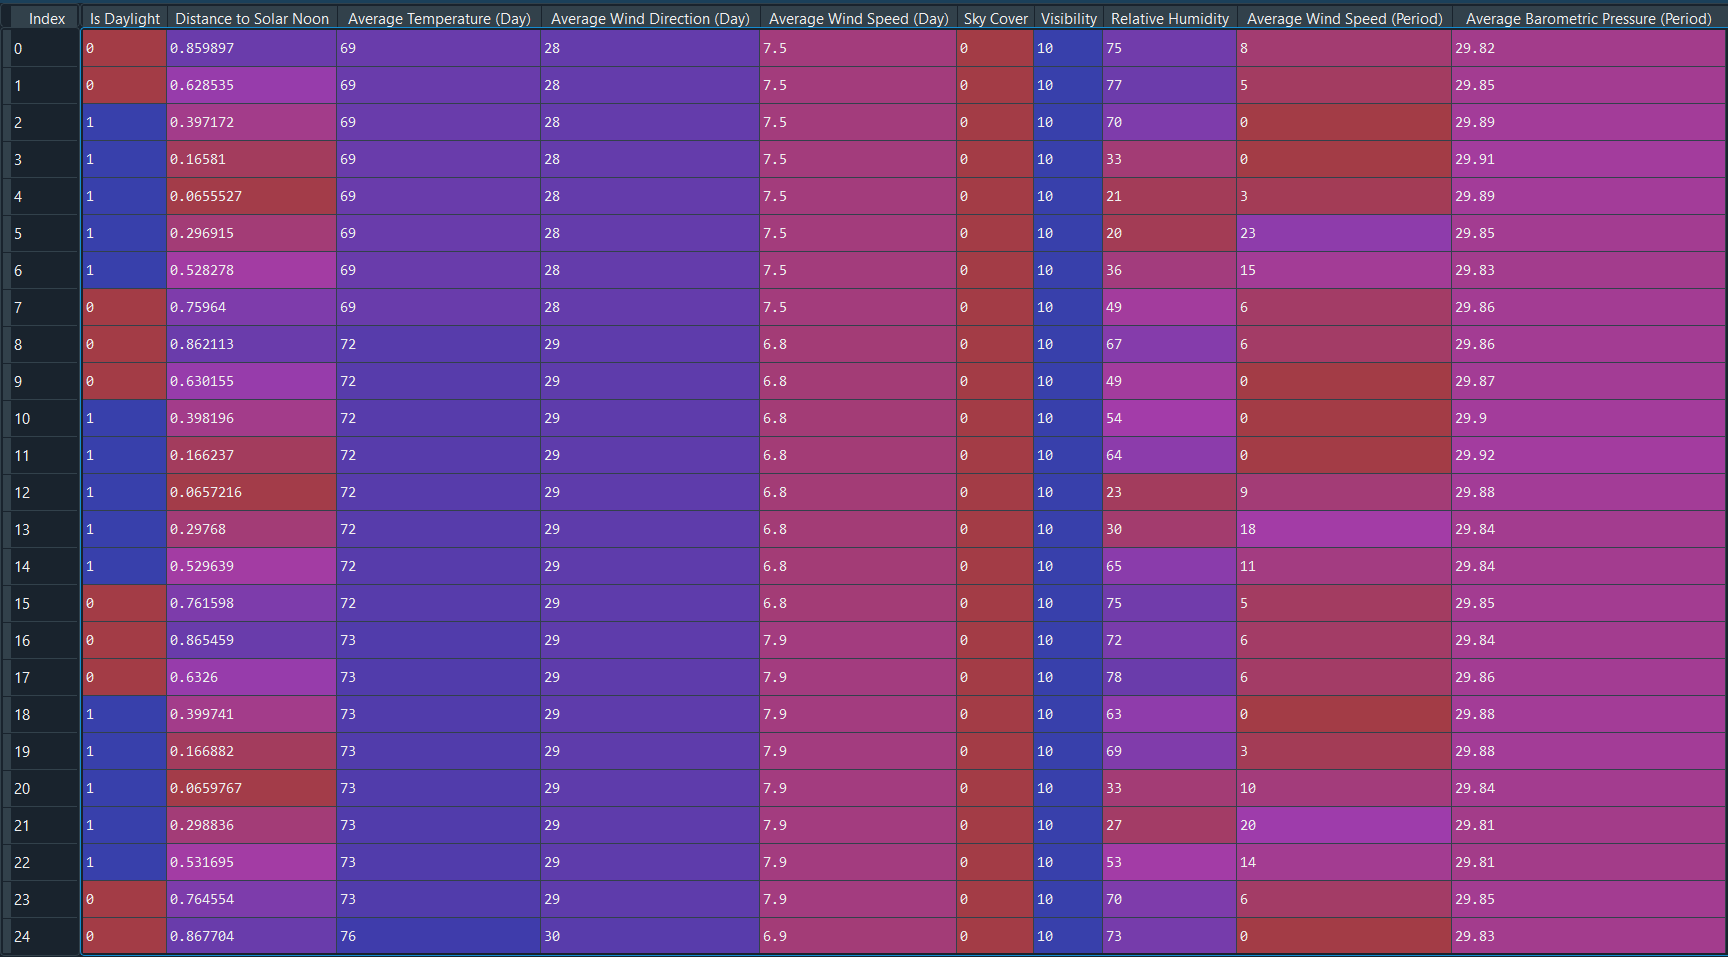 Index Is Daylight Distance to Solar Noon Average Temperature (Day) Average Wind Direction (Day) Average Wind Speed (Day) Sky Cover Visibility Relative Humidity Average Wind Speed (Period) Average Barometric Pressure (Period)
0 0 0.859897 69 28 7.5 0 10 75 8 29.82
1 0 0.628535 69 28 7.5 0 10 77 5 29.85
2 1 0.397172 69 28 7.5 0 10 70 0 29.89
3 1 0.16581 69 28 7.5 0 10 33 0 29.91
4 1 0.0655527 69 28 7.5 0 10 21 3 29.89
5 1 0.296915 69 28 7.5 0 10 20 23 29.85
6 1 0.528278 69 28 7.5 0 10 36 15 29.83
7 0 0.75964 69 28 7.5 0 10 49 6 29.86
8 0 0.862113 72 29 6.8 0 10 67 6 29.86
9 0 0.630155 72 29 6.8 0 10 49 0 29.87
10 1 0.398196 72 29 6.8 0 10 54 0 29.9
11 1 0.166237 72 29 6.8 0 10 64 0 29.92
12 1 0.0657216 72 29 6.8 0 10 23 9 29.88
13 1 0.29768 72 29 6.8 0 10 30 18 29.84
14 1 0.529639 72 29 6.8 0 10 65 11 29.84
15 0 0.761598 72 29 6.8 0 10 75 5 29.85
16 0 0.865459 73 29 7.9 0 10 72 6 29.84
17 0 0.6326 73 29 7.9 0 10 78 6 29.86
18 1 0.399741 73 29 7.9 0 10 63 0 29.88
19 1 0.166882 73 29 7.9 0 10 69 3 29.88
20 1 0.0659767 73 29 7.9 0 10 33 10 29.84
21 1 0.298836 73 29 7.9 0 10 27 20 29.81
22 1 0.531695 73 29 7.9 0 10 53 14 29.81
23 0 0.764554 73 29 7.9 0 10 70 6 29.85
24 0 0.867704 76 30 6.9 0 10 73 0 29.83